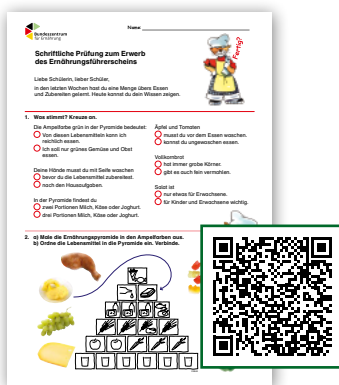 Name:
Bundeszentrum
für Ernährung
Fertig?
Schriftliche Prüfung zum Erwerb
des Ernährungsführerscheins
Liebe Schülerin, lieber Schüler,
in den letzten Wochen hast du eine Menge übers Essen
und Zubereiten gelernt. Heute kannst du dein Wissen zeigen.
1. Was stimmt? Kreuze an.
Die Ampelfarbe grün in der Pyramide bedeutet:
Von diesen Lebensmitteln kann ich
reichlich essen.
Ich soll nur grünes Gemüse und Obst
essen.
Deine Hände musst du mit Seife waschen
bevor du die Lebensmittel zubereitest.
nach den Hausaufgaben.
In der Pyramide findest du
zwei Portionen Milch, Käse oder Joghurt.
drei Portionen Milch, Käse oder Joghurt.
Äpfel und Tomaten
musst du vor dem Essen waschen.
kannst du ungewaschen essen.
Vollkornbrot
hat immer grobe Körner.
gibt es auch fein vermahlen.
Salat ist
nur etwas für Erwachsene.
für Kinder und Erwachsene wichtig.
2. a) Male die Ernährungspyramide in den Ampelfarben aus.
b) Ordne die Lebensmittel in die Pyramide ein. Verbinde.